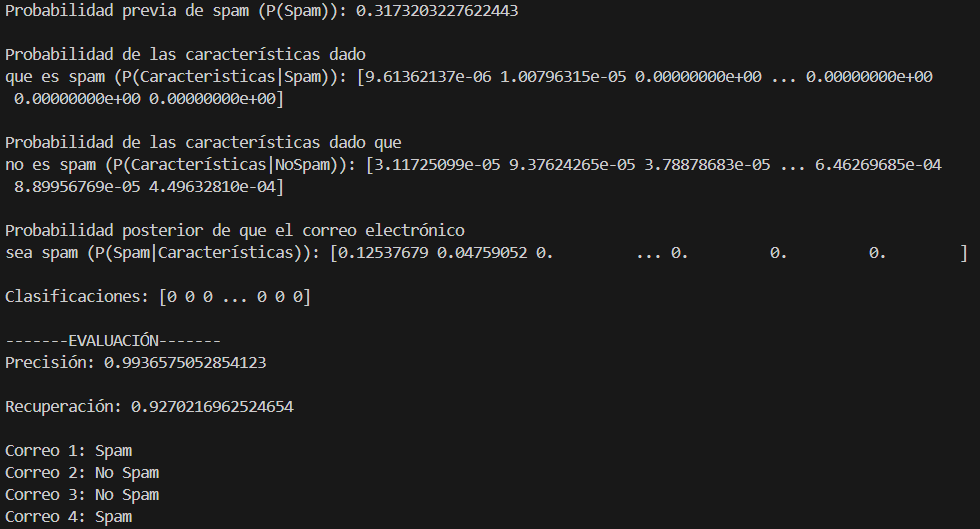 Probabilidad previa de spam (P(Spam)): 0.3173203227622443
Probabilidad de las características dado
que es spam (P(Caracteristicas|Spam)): [9.61362137e-06 1.00796315e-05 0.00000000e+00 ... 0.00000000e+00
0.00000000e+00 0.00000000e+00]
Probabilidad de las características dado que
no es spam (P(Características|NoSpam)): [3.11725099e-05 9.37624265e-05 3.78878683e-05 ... 6.46269685e-04
8.89956769e-05 4.49632810e-04]
Probabilidad posterior de que el correo electrónico
sea spam (P(Spam|Características)): [0.12537679 0.04759052 0. ... 0. 0. 0. ]
Clasificaciones: [0 0 0 ... 0 0 0]
-------EVALUACIÓN-------
Precisión: 0.9936575052854123
Recuperación: 0.9270216962524654
Correo 1: Spam
Correo 2: No Spam
Correo 3: No Spam
Correo 4: Spam